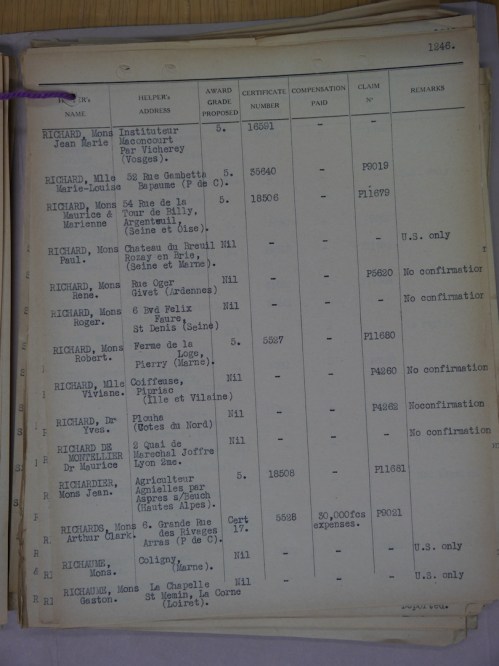 1246.
HELPER's NAME HELPER'S ADDRESS AWARD GRADE PROPOSED CERTIFICATE NUMBER COMPENSATION PAID CLAIM Nº REMARKS
RICHARD, Mons Instituteur 5. 16591 - -
Jean Marie Maconcourt
Par Vicherey
(Vosges).
RICHARD, Mlle 52 Rue Gambetta 5. 35640 - P9019
Marie-Louise Bapaume (P de C).
RICHARD, Mons 54 Rue de la 5. 18506 - P11679
Maurice & Tour de Billy,
Marienne Argenteuil,
(Seine et Oise).
RICHARD, Mons Chateau du Breuil Nil - - - U.S. only
Paul. Rozay en Brie,
(Seine et Marne).
RICHARD, Mons Rue Oger Nil - - P5620 No confirmation
Rene. Givet (Ardennes)
RICHARD, Mons 6 Bvd Felix Nil - - - No confirmation
Roger. Faure,
St Denis (Seine)
RICHARD, Mons Ferme de la 5. 5527 - P11680
Robert. Loge,
Pierry (Marne).
RICHARD, Mlle Coiffeuse, Nil - - P4260 No confirmation
Viviane. Pipriac
(Ille et Vilaine)
RICHARD, Dr Plouha Nil - - P4262 Noconfirmation
Yves. (Cotes du Nord)
RICHARD DE 2 Quai de Nil - - - No confirmation
MONTELLIER Marechal Joffre
Dr Maurice Lyon 2me.
RICHARDIER, Agriculteur 5. 18508 - P11681
Mons Jean. Agnielles par
Aspres s/Beuch
(Hautes Alpes).
RICHARDS, Mons 6. Grande Rue Cert 5528 30,000fcs P9021
Arthur Clark. des Rivages 17. expenses.
Arras (P de C).
RICHAUME, Coligny, Nil - - - U.S. only
Mons. (Marne).
RICHAUME, Mons La Chapelle Nil - - - U.S. only
Gaston. St Memin, La Corne
(Loiret).